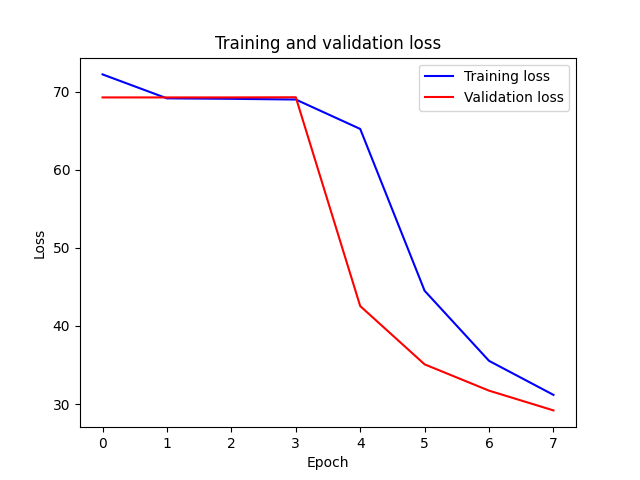 Training and validation loss
Training loss
Validation loss
70
60
50
40
30
Loss
0 1 2 3 4 5 6 7
Epoch